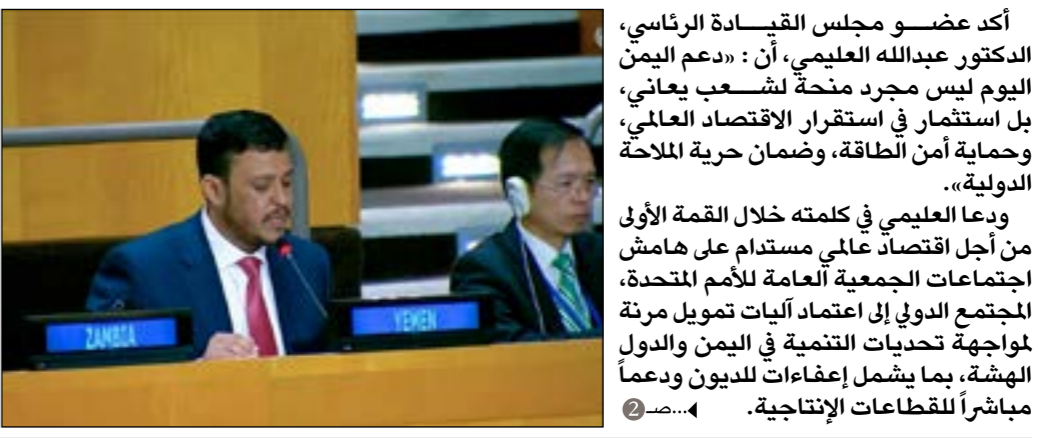 أكد عضو مجلس القيادة الرئاسي،
الدكتور عبدالله العليمي، أن : «دعم اليمن
اليوم ليس مجرد منحة لشعب يعاني،
بل استثمار في استقرار الاقتصاد العالمي،
وحماية أمن الطاقة، وضمان حرية الملاحة
الدولية».
ودعا العليمي في كلمته خلال القمة الأولى
من أجل اقتصاد عالمي مستدام على هامش
اجتماعات الجمعية العامة للأمم المتحدة،
المجتمع الدولي إلى اعتماد آليات تمويل مرنة
لمواجهة تحديات التنمية في اليمن والدول
الهشة، بما يشمل إعفاءات للديون ودعماً
مباشراً للقطاعات الإنتاجية. ...صـ2
ZAMBIA
YEMEN